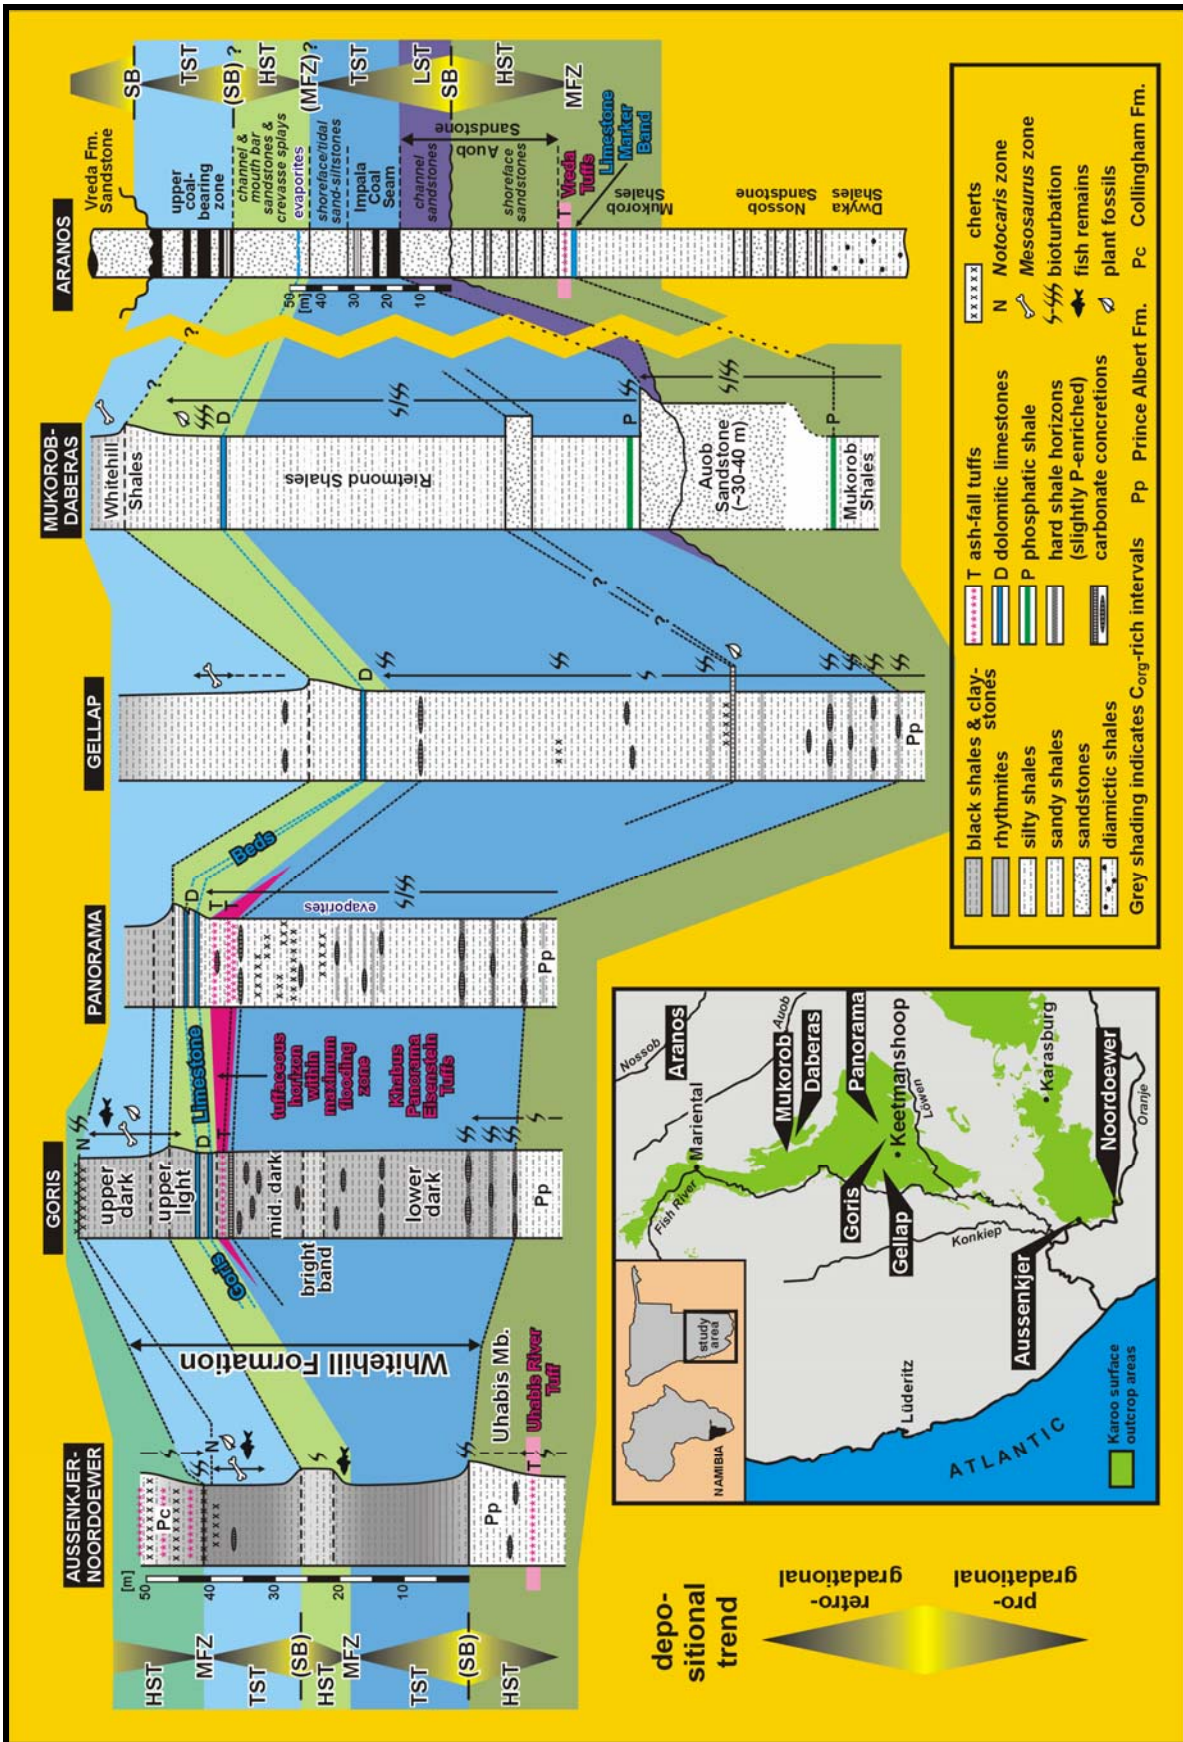 AUSSENKJER-
NOORDOEWER
GORIS
PANORAMA
GELLAP
MUKOROB-
DABERAS
ARANOS
HST
MFZ
TST
(SB)
HST
MFZ
TST
(SB)
HST
[m]
50
40
30
20
10
Pc
Pp
T
N
Uhabis Mb.
Uhabis River
Tuff
Whitehill Formation
upper
dark
upper
light
mid. dark
bright
band
lower
dark
Pp
N
D
T
Goris
Limestone
Beds
tuffaceous
horizon
within
maximum
flooding
zone
Khabus
Panorama
Eisenstein
Tuffs
Pp
D
T
T
evaporites
Pp
D
?
?
?
Whitehill
Shales
Rietmond Shales
Auob
Sandstone
(~30-40 m)
Mukorob
Shales
D
P
P
?
?
Vreda Fm.
Sandstone
upper
coal-
bearing
zone
channel &
mouth bar
sandstones &
crevasse splays
evaporites
shoreface/tidal
sand-siltstones
Impala
Coal
Seam
channel
sandstones
Auob
Sandstone
shoreface
sandstones
T
Vreda
Tuffs
Limestone
Marker
Band
Mukorob
Shales
Nossob
Sandstone
Dwyka
Shales
50
[m]
40
30
20
10
SB
TST
(SB) ?
HST
(MFZ) ?
TST
LST
SB
HST
MFZ
depo-
sitional
trend
retro-
gradational
pro-
gradational
NAMIBIA
study
area
Karoo surface
outcrop areas
ATLANTIC
Lüderitz
Aussenkjer
Noordoewer
Oranje
Karasburg
Konkiep
Löwen
Gellap
Goris
Keetmanshoop
Panorama
Daberas
Mukorob
Fish River
Mariental
Auob
Nossob
Aranos
black shales & clay-
stones
rhythmites
silty shales
sandy shales
sandstones
diamictic shales
T ash-fall tuffs
D dolomitic limestones
P phosphatic shale
hard shale horizons
(slightly P-enriched)
carbonate concretions
cherts
N Notocaris zone
Mesosaurus zone
bioturbation
fish remains
plant fossils
Grey shading indicates Corg-rich intervals Pp Prince Albert Fm. Pc Collingham Fm.